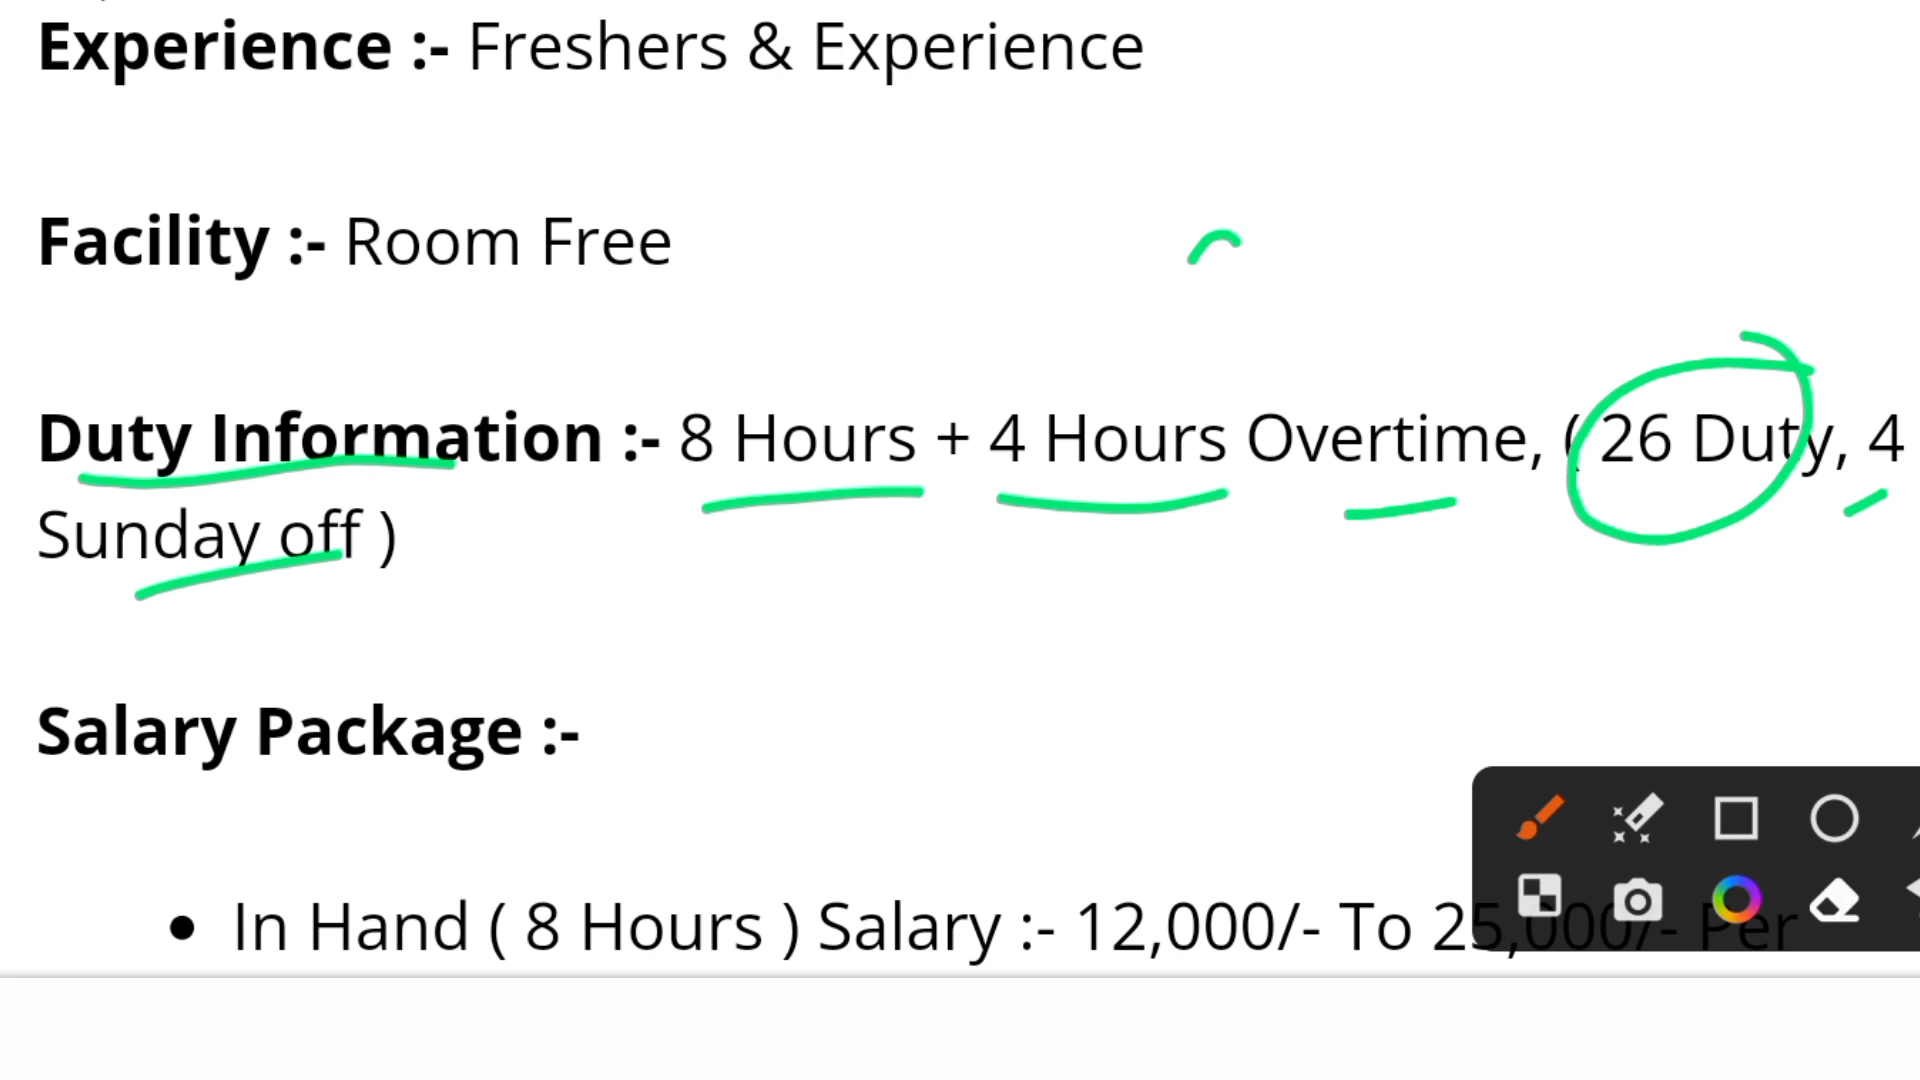 Experience :- Freshers & Experience
Facility :- Room Free
Duty Information :- 8 Hours + 4 Hours Overtime, ( 26 Duty, 4
Sunday off )
Salary Package :-
In Hand ( 8 Hours ) Salary :- 12,000/- To 25,000/- Per